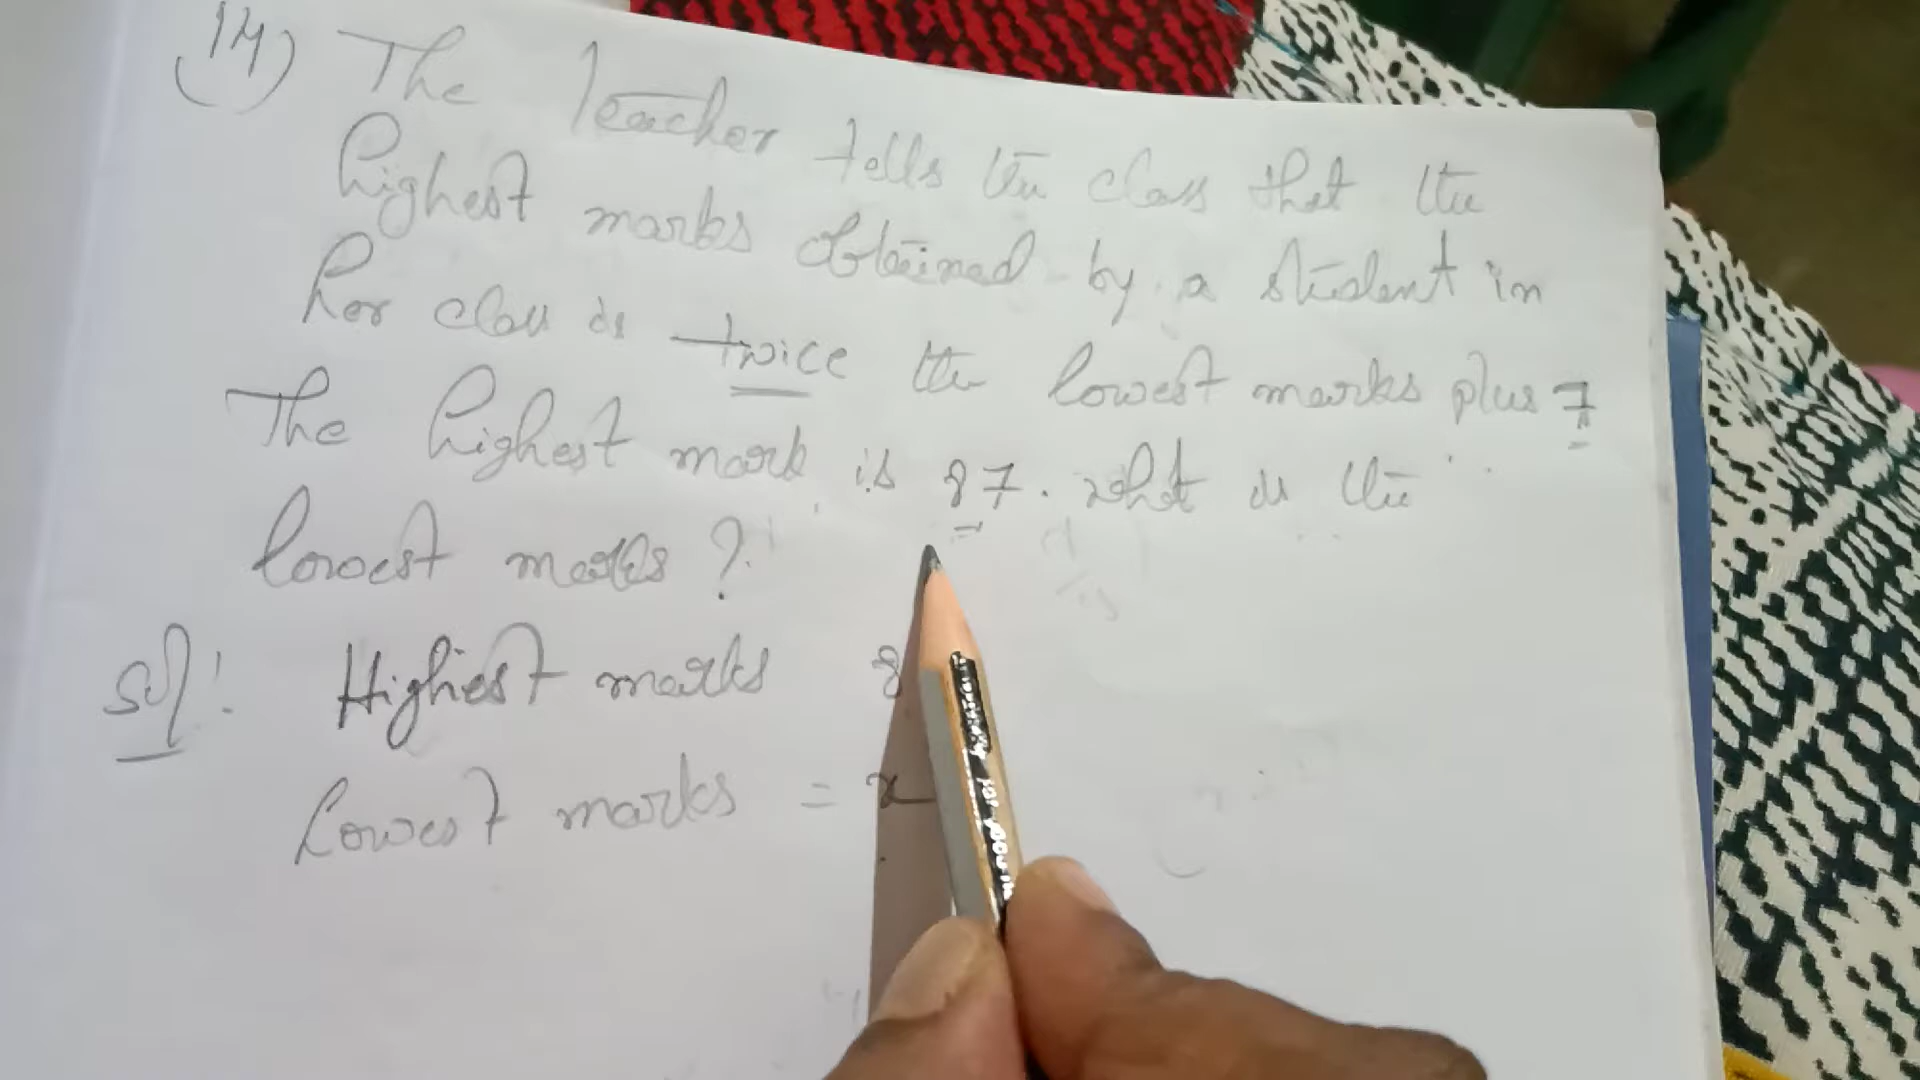 14) The Teacher tells the class that the
highest marks obtained by a student in
her class is twice the lowest marks plus 7
The highest mark is 87. what is the
lowest marks?
Sol: Highest marks 8
Lowest marks = x